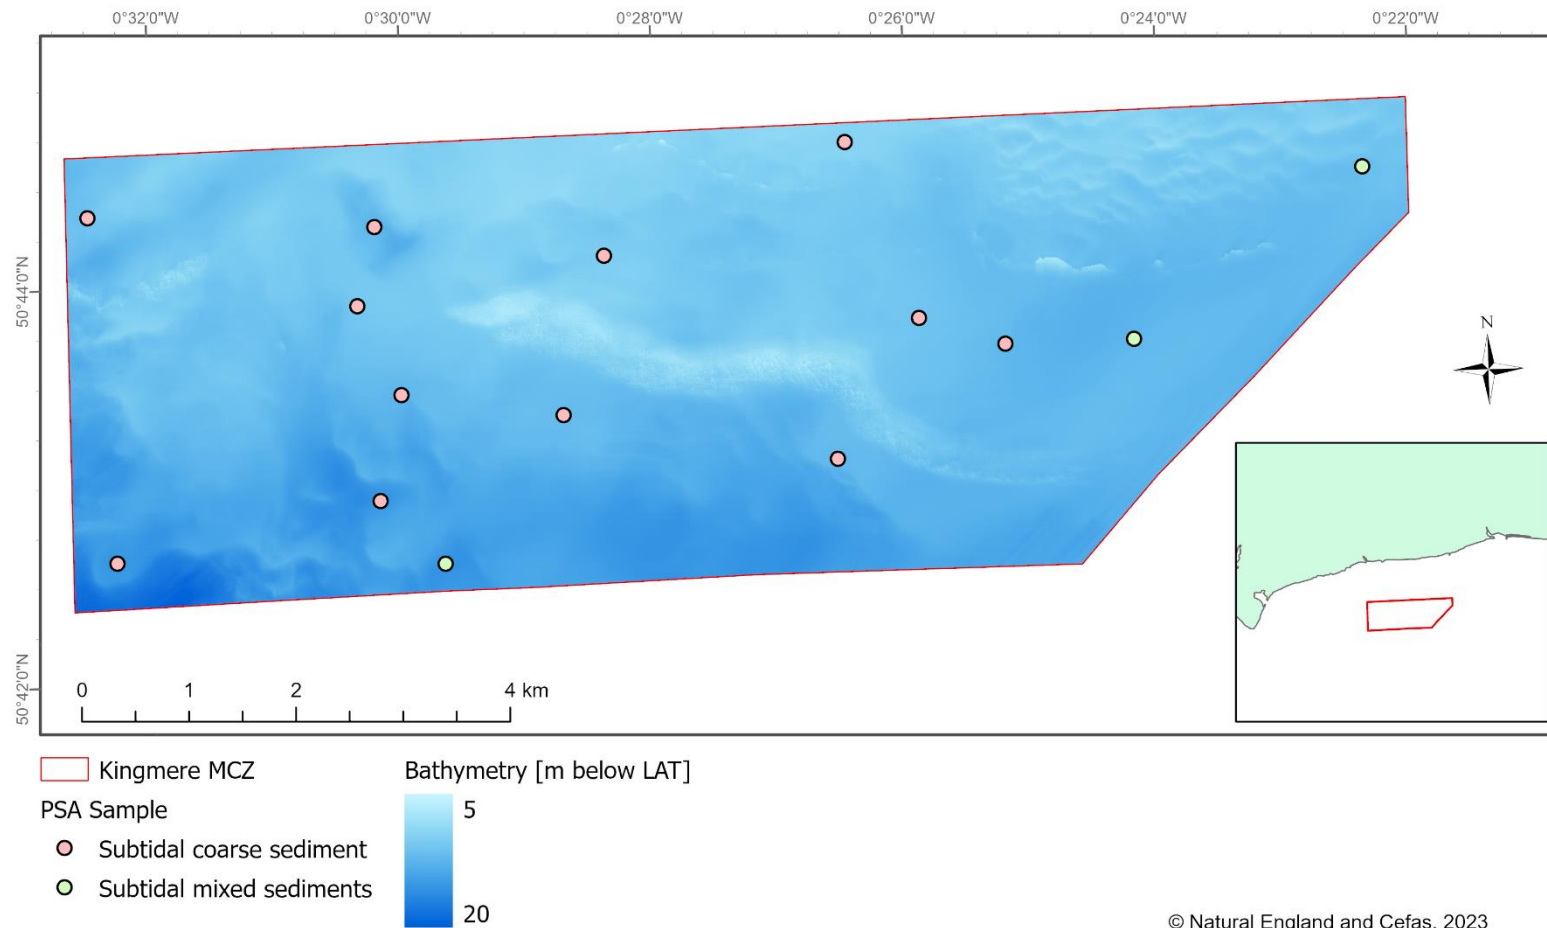 0°32'0"W 0°30'0"W 0°28'0"W 0°26'0"W 0°24'0"W 0°22'0"W
50°44'0"N
N
50°42'0"N
0 1 2 4 km
Kingmere MCZ
Bathymetry [m below LAT]
PSA Sample
5
Subtidal coarse sediment
Subtidal mixed sediments
20
© Natural England and Cefas, 2023